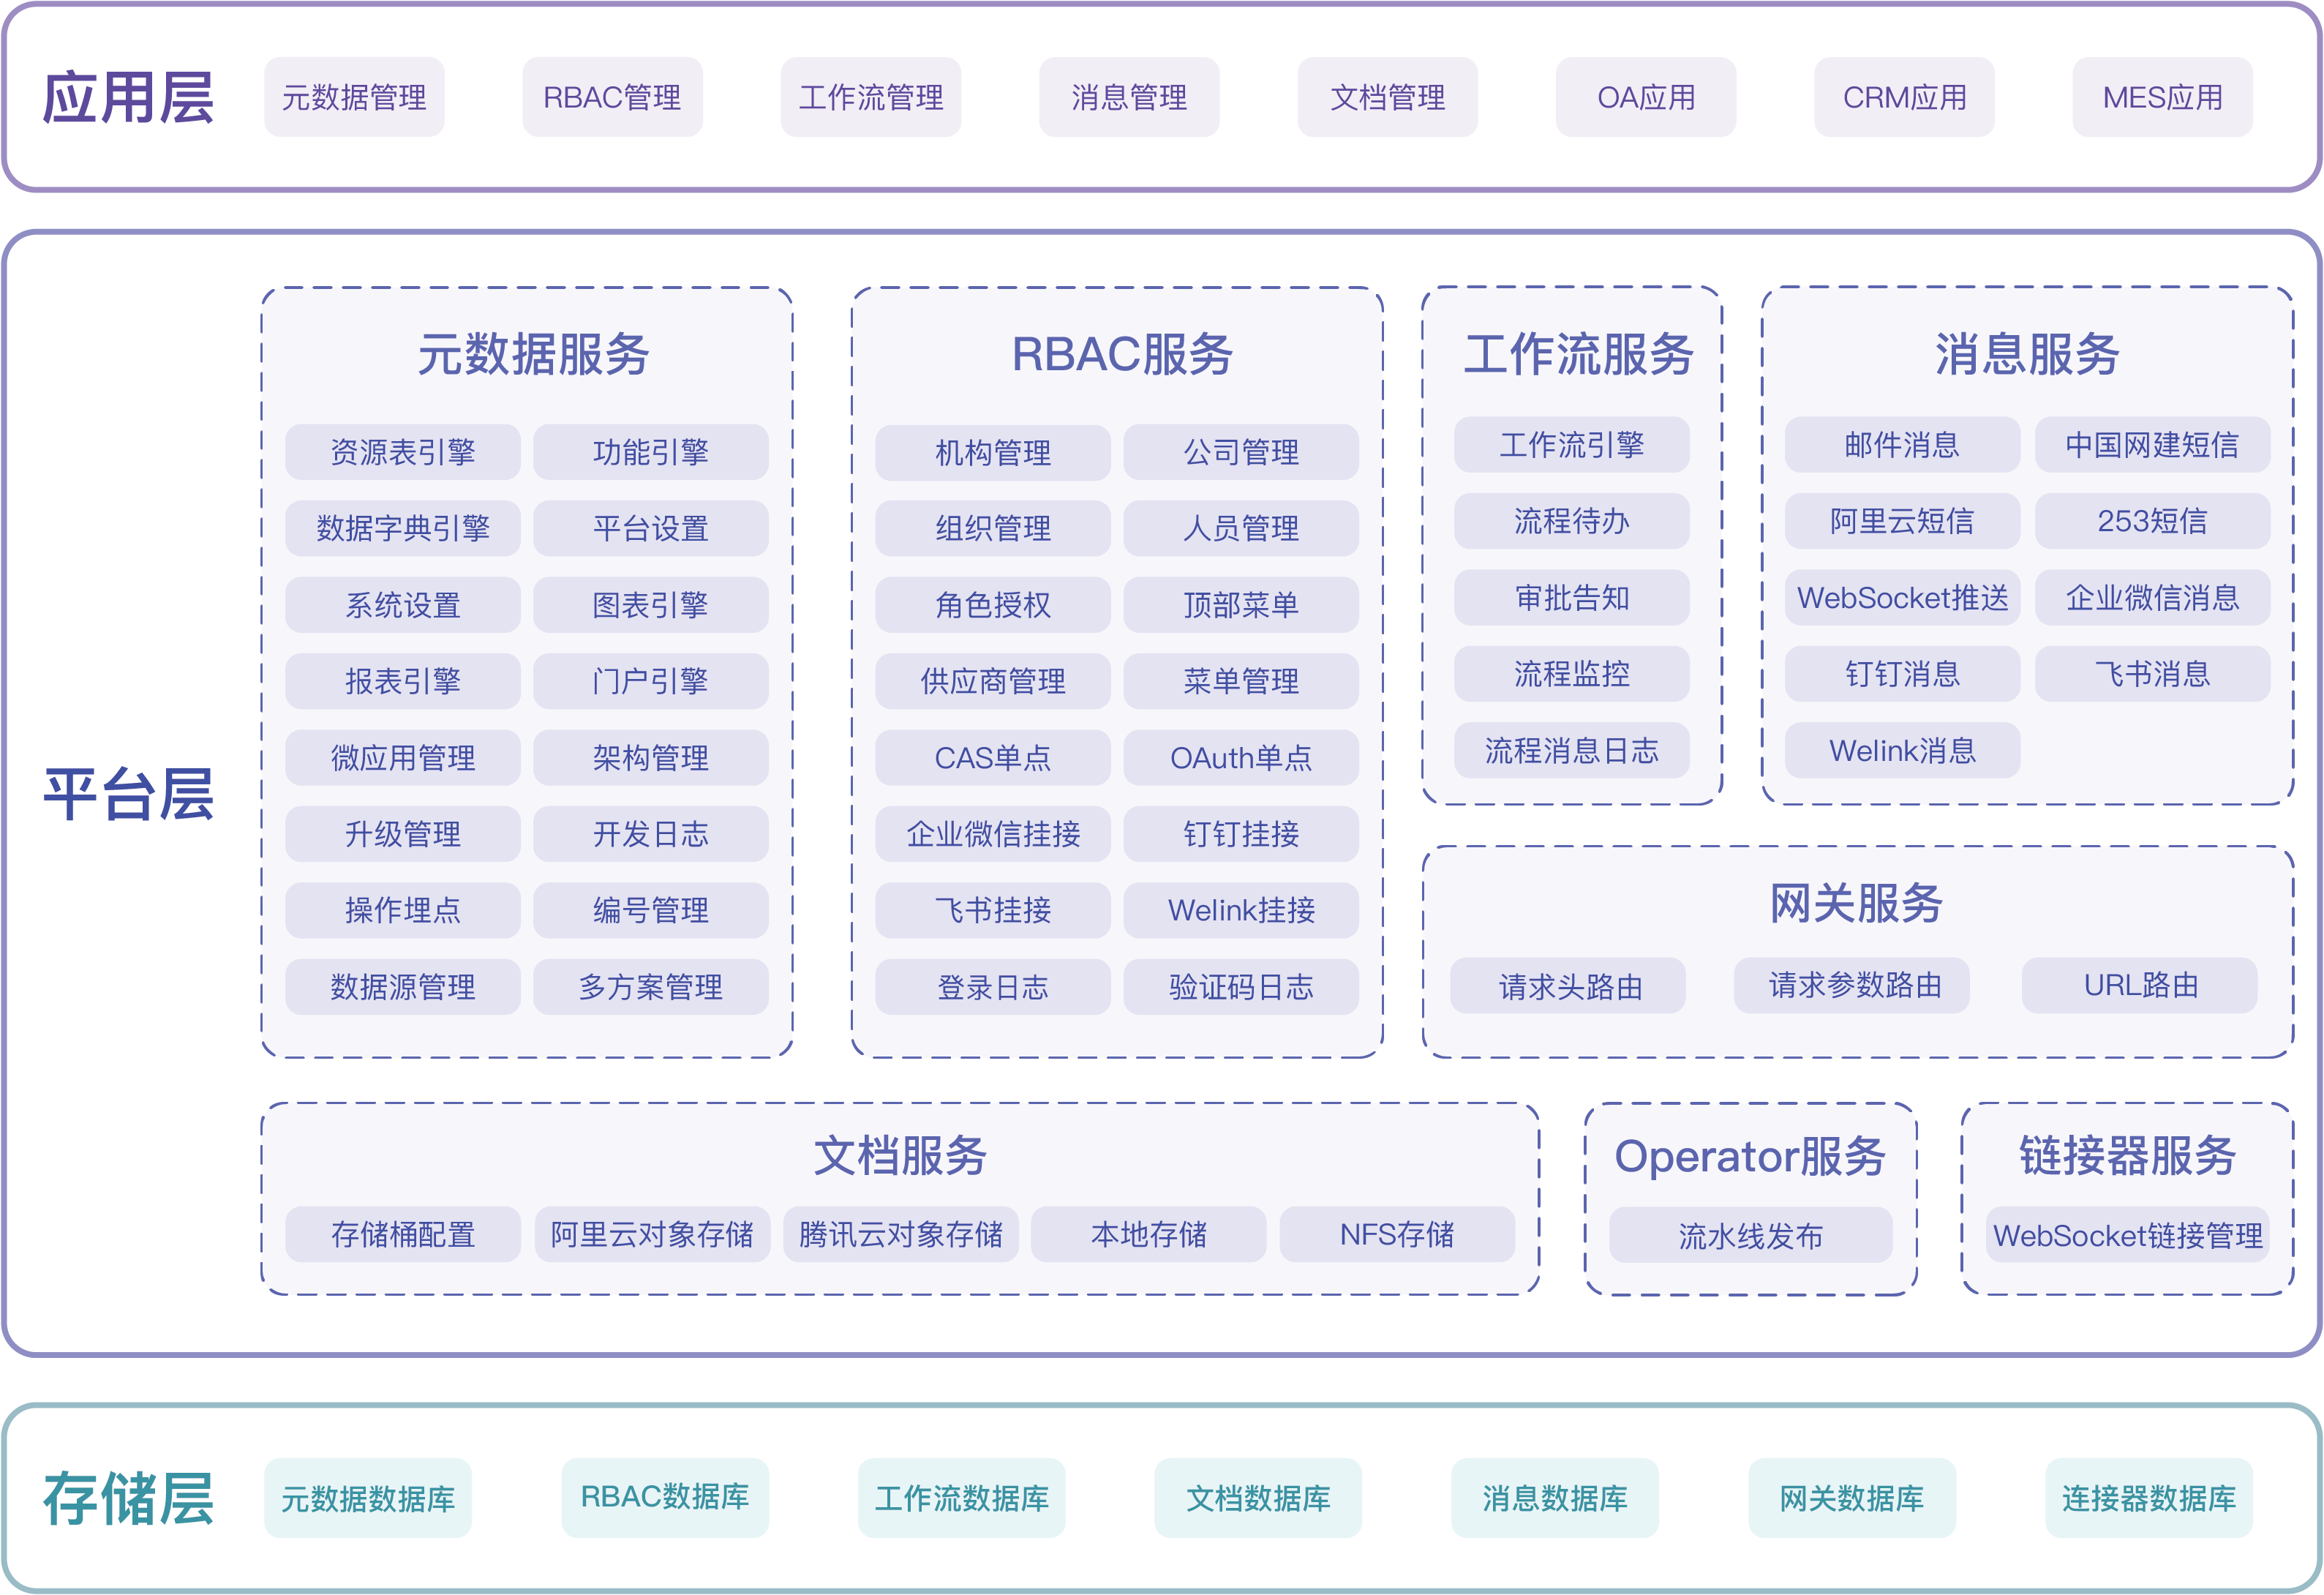 应用层
元数据管理
RBAC管理
工作流管理
消息管理
文档管理
OA应用
CRM应用
MES应用
平台层
元数据服务
资源表引擎
功能引擎
数据字典引擎
平台设置
系统设置
图表引擎
报表引擎
门户引擎
微应用管理
架构管理
升级管理
开发日志
操作埋点
编号管理
数据源管理
多方案管理
RBAC服务
机构管理
公司管理
组织管理
人员管理
角色授权
顶部菜单
供应商管理
菜单管理
CAS单点
OAuth单点
企业微信挂接
钉钉挂接
飞书挂接
Welink挂接
登录日志
验证码日志
工作流服务
工作流引擎
流程待办
审批告知
流程监控
流程消息日志
消息服务
邮件消息
中国网建短信
阿里云短信
253短信
WebSocket推送
企业微信消息
钉钉消息
飞书消息
Welink消息
网关服务
请求头路由
请求参数路由
URL路由
文档服务
存储桶配置
阿里云对象存储
腾讯云对象存储
本地存储
NFS存储
Operator服务
流水线发布
链接器服务
WebSocket链接管理
存储层
元数据数据库
RBAC数据库
工作流数据库
文档数据库
消息数据库
网关数据库
连接器数据库